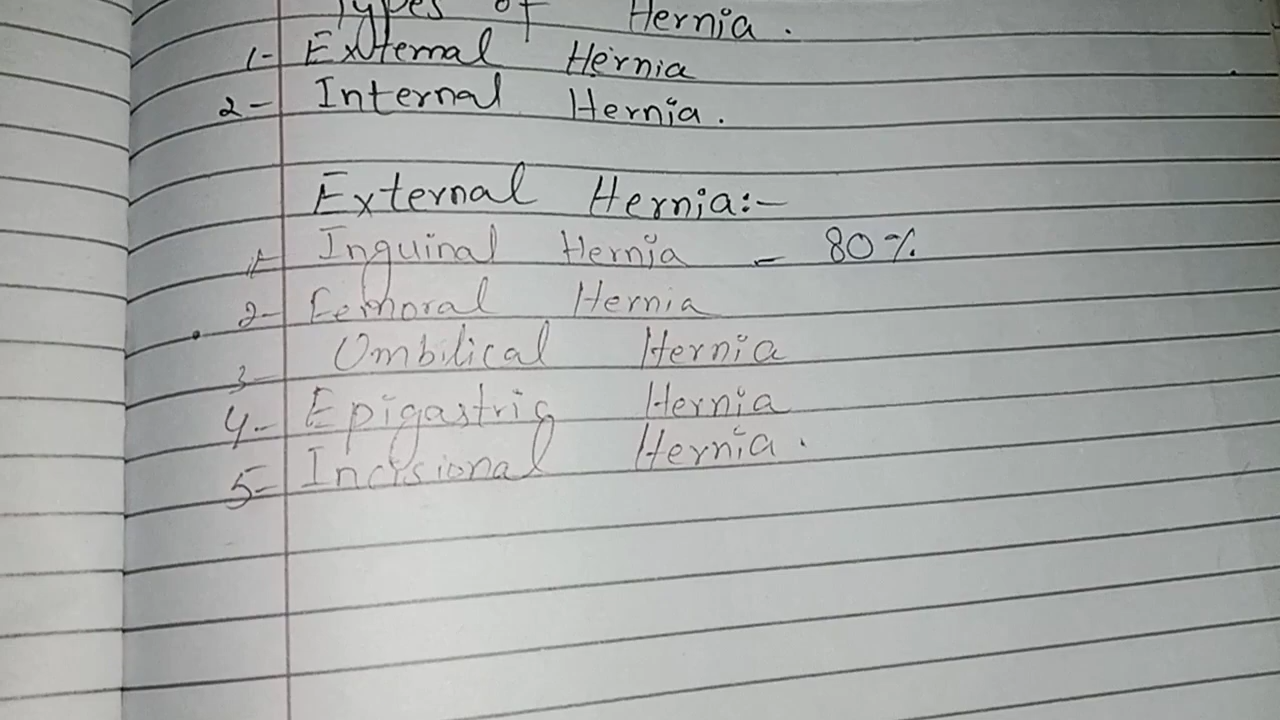 Types of Hernia.
1- External Hernia
2- Internal Hernia.
External Hernia:-
1- Inguinal Hernia - 80%
2- Femoral Hernia
3- Ombilical Hernia
4- Epigastric Hernia
5- Incisional Hernia.